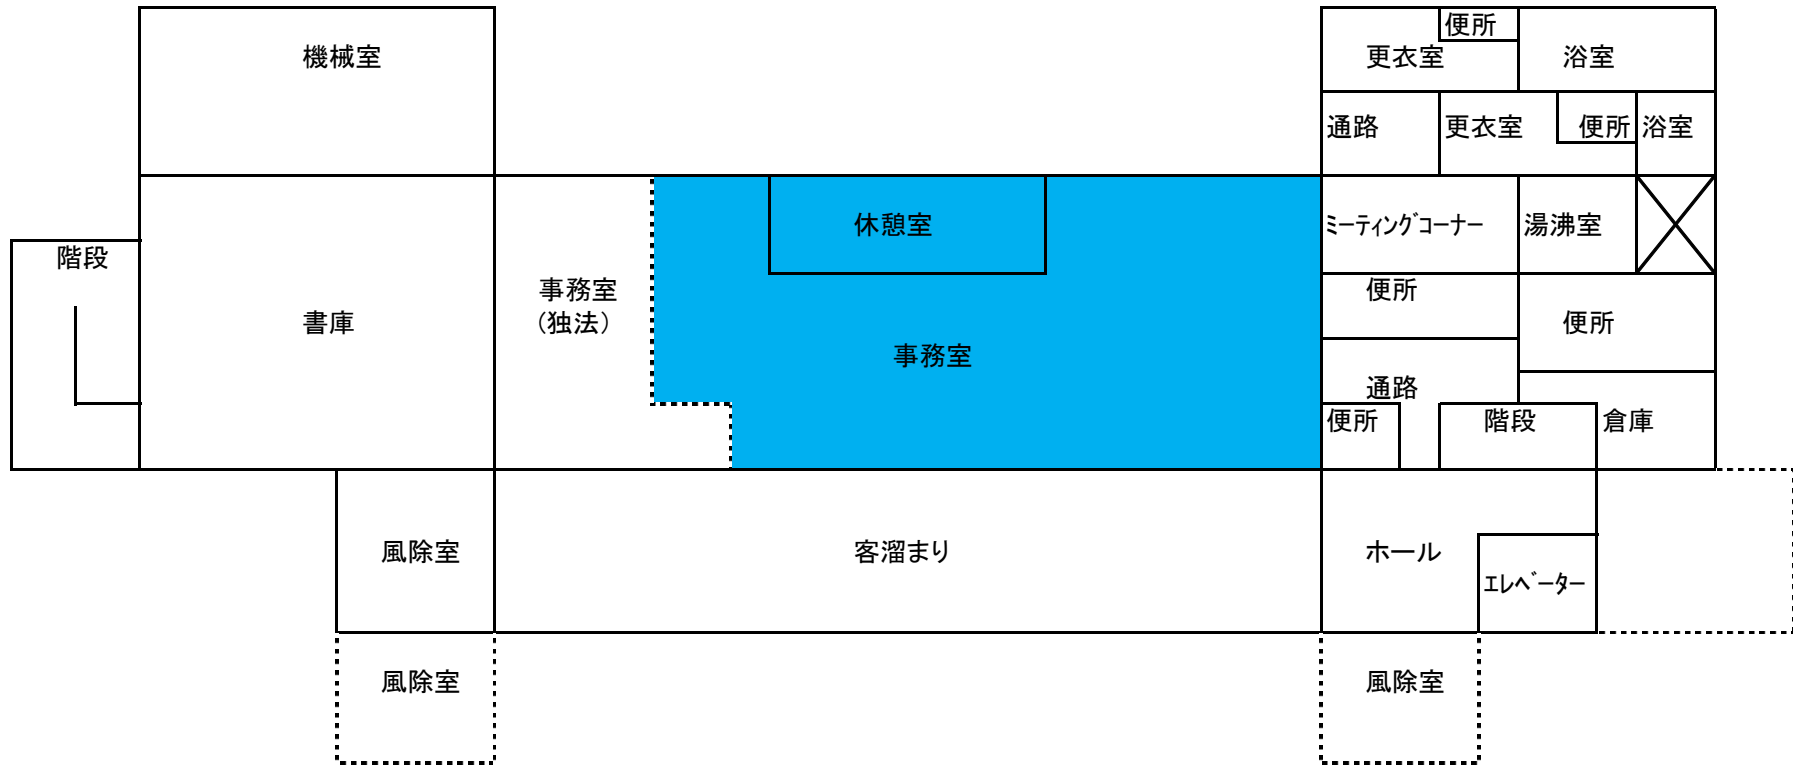 便所
機械室
更衣室
浴室
通路
更衣室
便所
浴室
休憩室
ミーティングコーナー
湯沸室
階段
事務室
(独法)
書庫
便所
便所
事務室
通路
便所
階段
倉庫
風除室
客溜まり
ホール
エレベーター
風除室
風除室